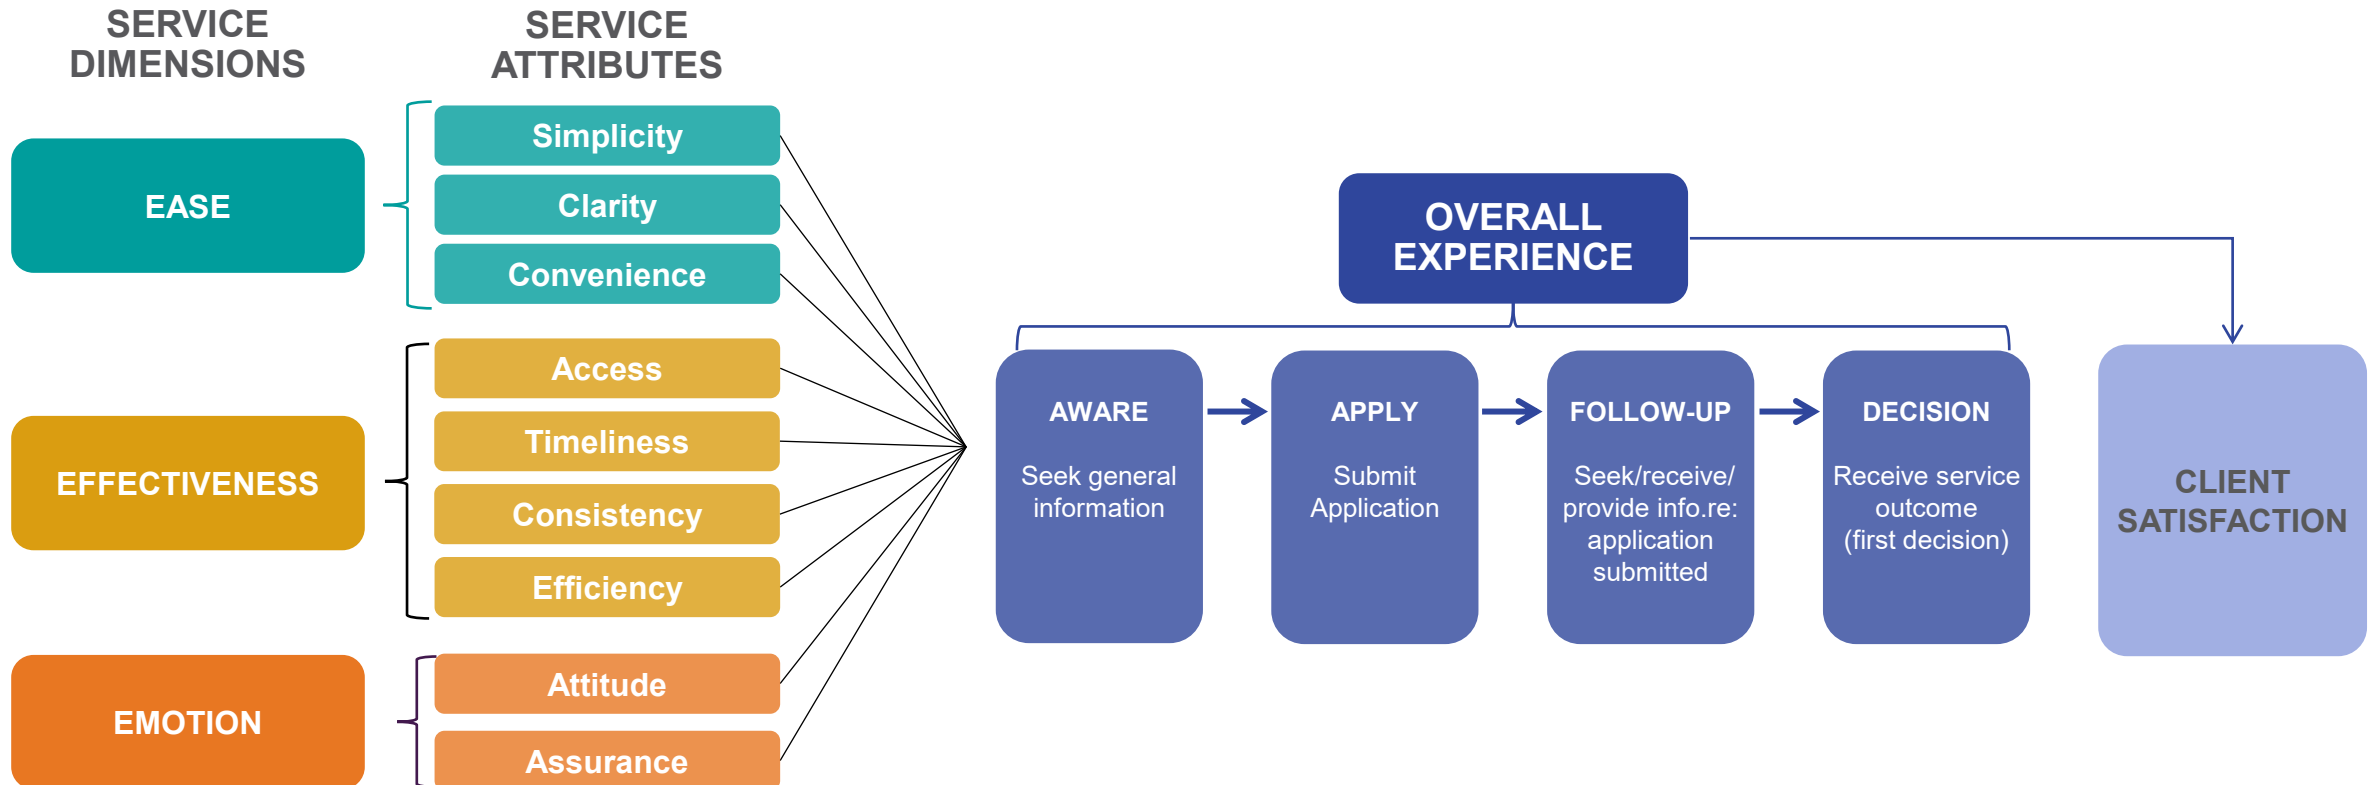 SERVICE
DIMENSIONS
SERVICE
ATTRIBUTES
EASE
Simplicity
Clarity
Convenience
EFFECTIVENESS
Access
Timeliness
Consistency
Efficiency
EMOTION
Attitude
Assurance
OVERALL
EXPERIENCE
AWARE
Seek general
information
APPLY
Submit
Application
FOLLOW-UP
Seek/receive/
provide info.re:
application
submitted
DECISION
Receive service
outcome
(first decision)
CLIENT
SATISFACTION